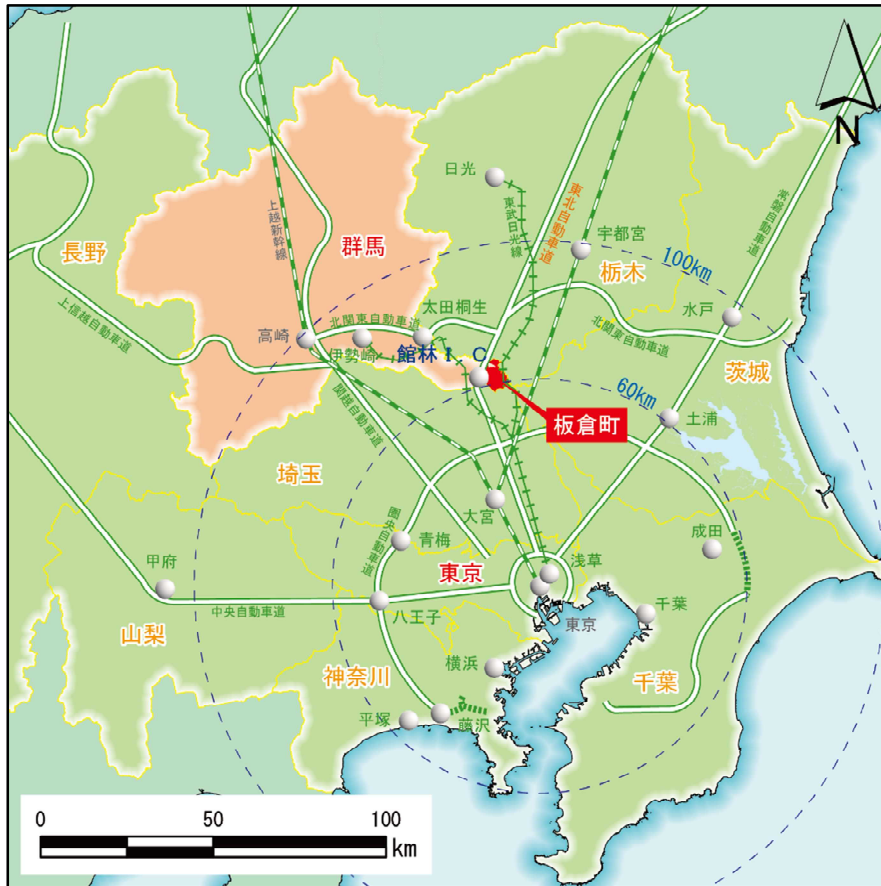 N
日光
東武日光線
東北自動車道
宇都宮
常磐自動車道
上越新幹線
群馬
長野
100km
栃木
上信越自動車道
太田桐生
水戸
高崎
北関東自動車道
伊勢崎
館林IC
北関東自動車道
茨城
関越自動車道
60km
板倉町
土浦
埼玉
大宮
圏央自動車道
青梅
成田
甲府
東京
浅草
中央自動車道
八王子
東京
千葉
山梨
神奈川
横浜
千葉
平塚
藤沢
0 50 100
km